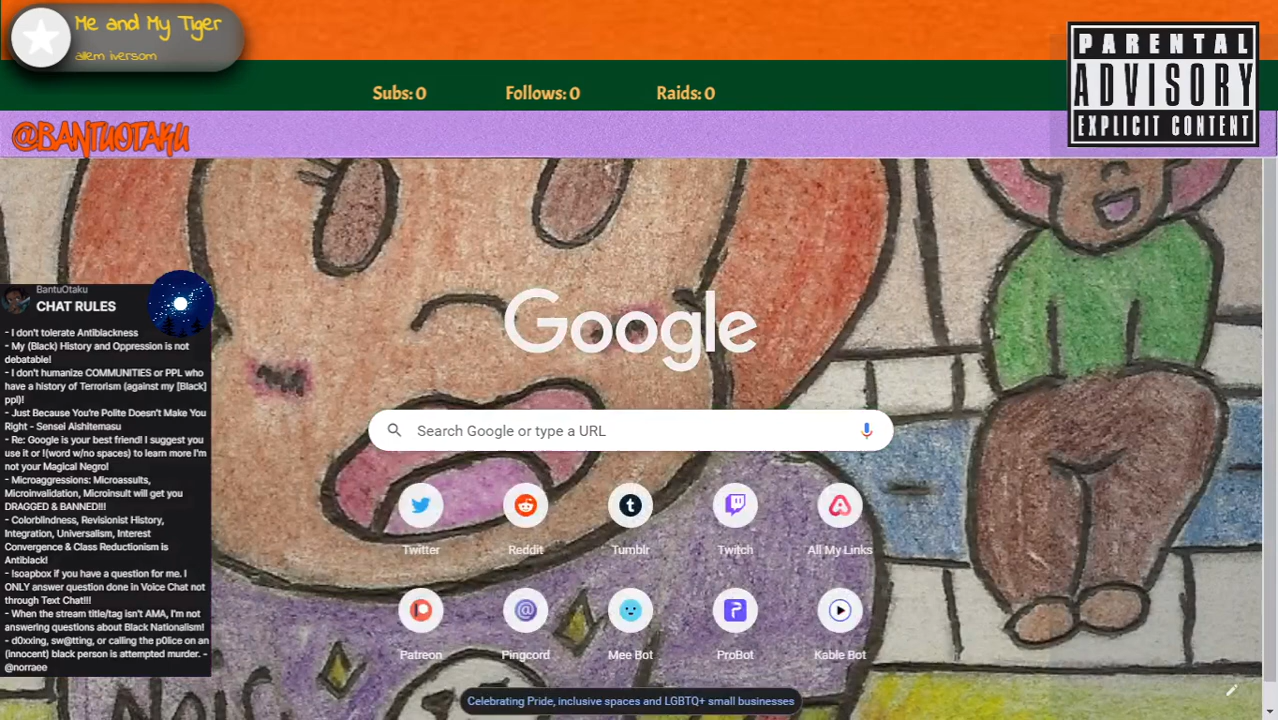 Me and My Tiger
allem iversom
Subs: 0
Follows: 0
Raids: 0
PARENTAL
ADVISORY
EXPLICIT CONTENT
@BANTUOTAKU
BantuOtaku
CHAT RULES
- I don't tolerate Antiblackness
- My (Black) History and Oppression is not
debatable!
- I don't humanize COMMUNITIES or PPL who
have a history of Terrorism (against my [Black]
ppl)!
- Just Because You're Polite Doesn't Make You
Right - Sensei Aishitemasu
- Re: Google is your best friend! I suggest you
use it or !(word w/no spaces) to learn more I'm
not your Magical Negro!
- Microaggressions: Microassults,
Microinvalidation, Microinsult will get you
DRAGGED & BANNED!!!
- Colorblindness, Revisionist History,
Integration, Universalism, Interest
Convergence & Class Reductionism is
Antiblack!
- !soapbox if you have a question for me. I
ONLY answer question done in Voice Chat not
through Text Chat!!!
- When the stream title/tag isn't AMA, I'm not
answering questions about Black Nationalism!
- d0xxing, sw@tting, or calling the p0lice on an
(innocent) black person is attempted murder. -
@norraee
Google
Search Google or type a URL
Twitter
Reddit
Tumblr
Twitch
All My Links
Patreon
Pingcord
Mee Bot
ProBot
Kable Bot
Celebrating Pride, inclusive spaces and LGBTQ+ small businesses